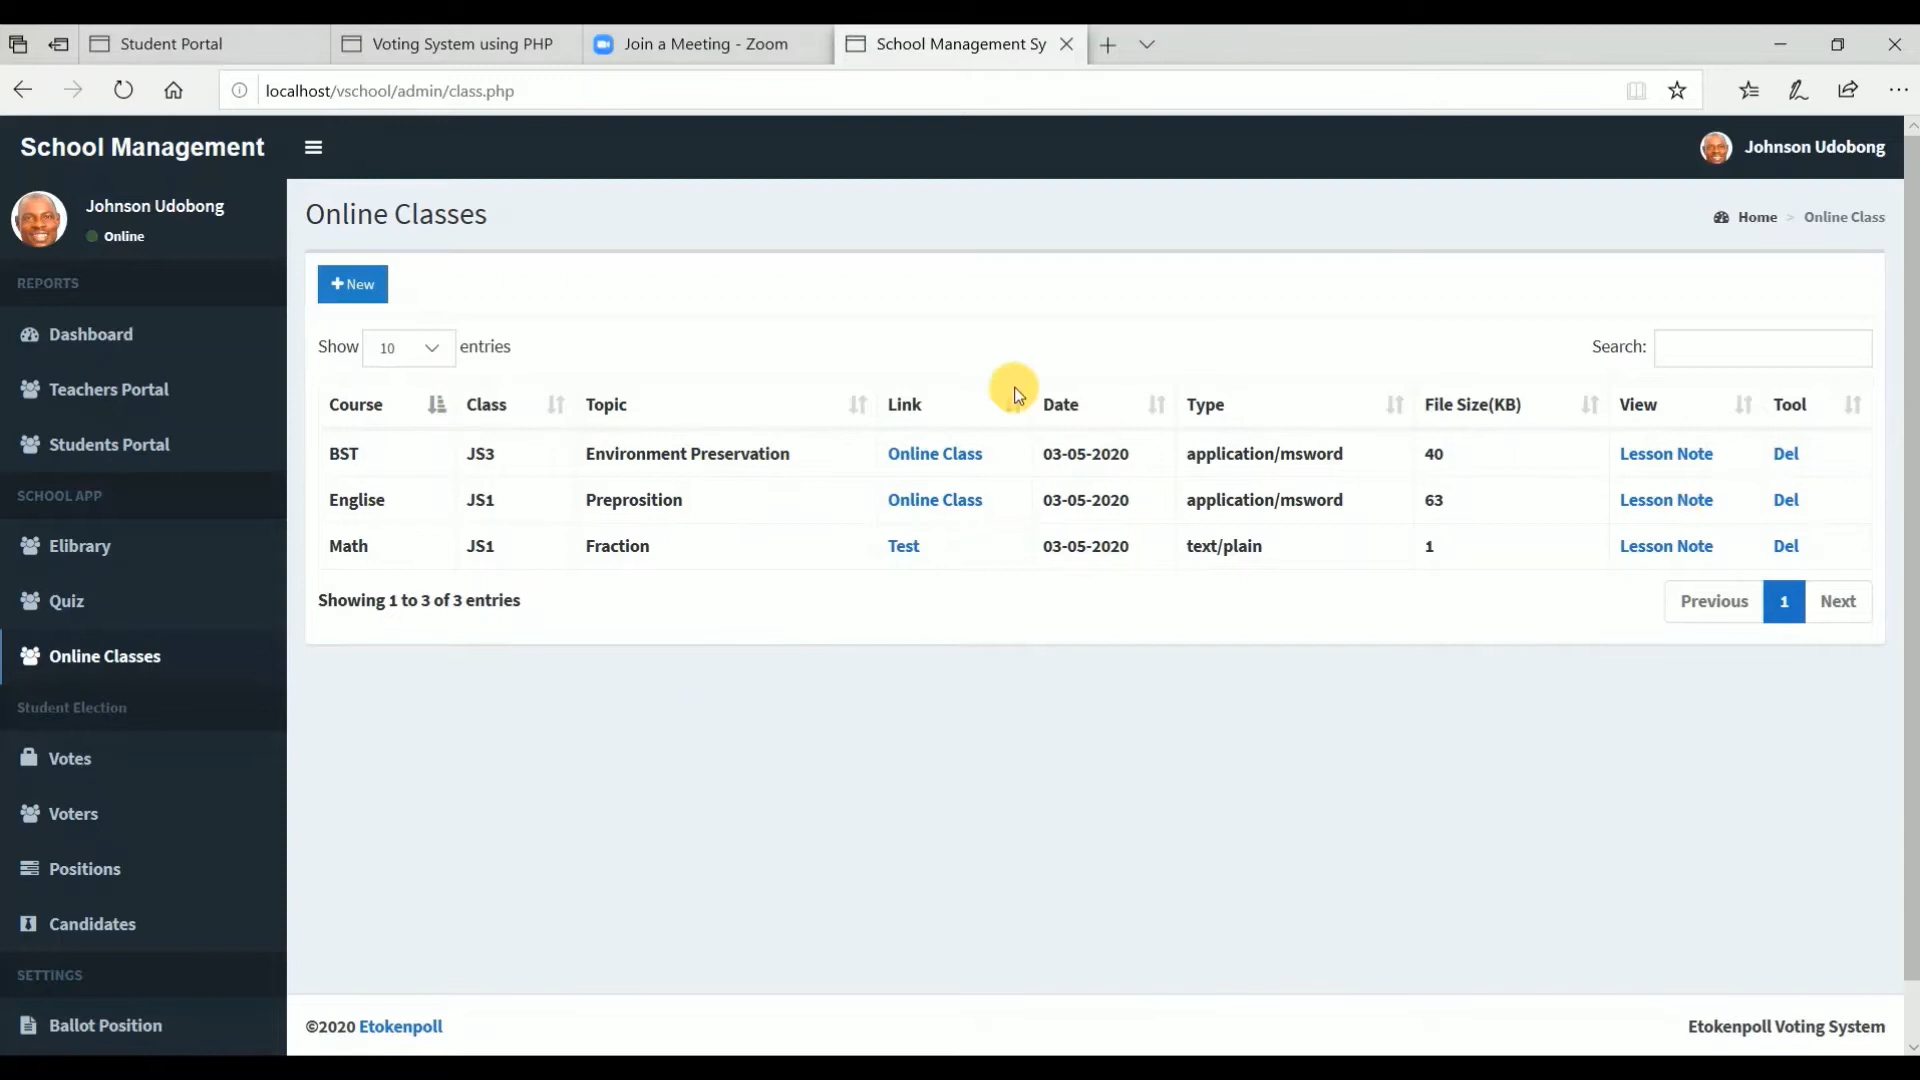 Student Portal
Voting System using PHP
Join a Meeting - Zoom
School Management Sy
localhost/vschool/admin/class.php
School Management
Johnson Udobong
Johnson Udobong
Online
Online Classes
Home > Online Class
REPORTS
New
Dashboard
Show 10 entries
Search:
Teachers Portal
Course Class Topic Link Date Type File Size(KB) View Tool
Students Portal
BST JS3 Environment Preservation Online Class 03-05-2020 application/msword 40 Lesson Note Del
SCHOOL APP
Englise JS1 Preprosition Online Class 03-05-2020 application/msword 63 Lesson Note Del
Elibrary
Math JS1 Fraction Test 03-05-2020 text/plain 1 Lesson Note Del
Quiz
Showing 1 to 3 of 3 entries
Previous 1 Next
Online Classes
Student Election
Votes
Voters
Positions
Candidates
SETTINGS
Ballot Position
©2020 Etokenpoll
Etokenpoll Voting System